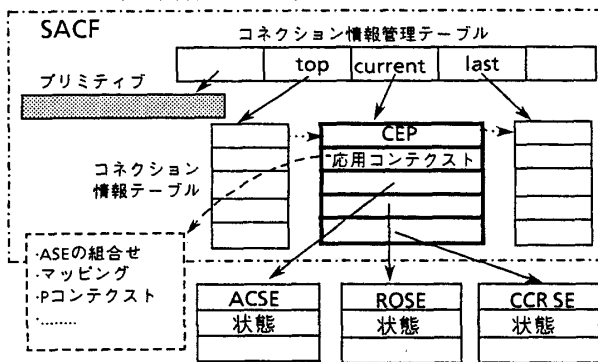 SACF
コネクション情報管理テーブル
プリミティブ
top
current
last
CEP
応用コンテクスト
コネクション
情報テーブル
・ASEの組合せ
・マッピング
・Pコンテクスト
・.........
ACSE
状態
ROSE
状態
CCR SE
状態